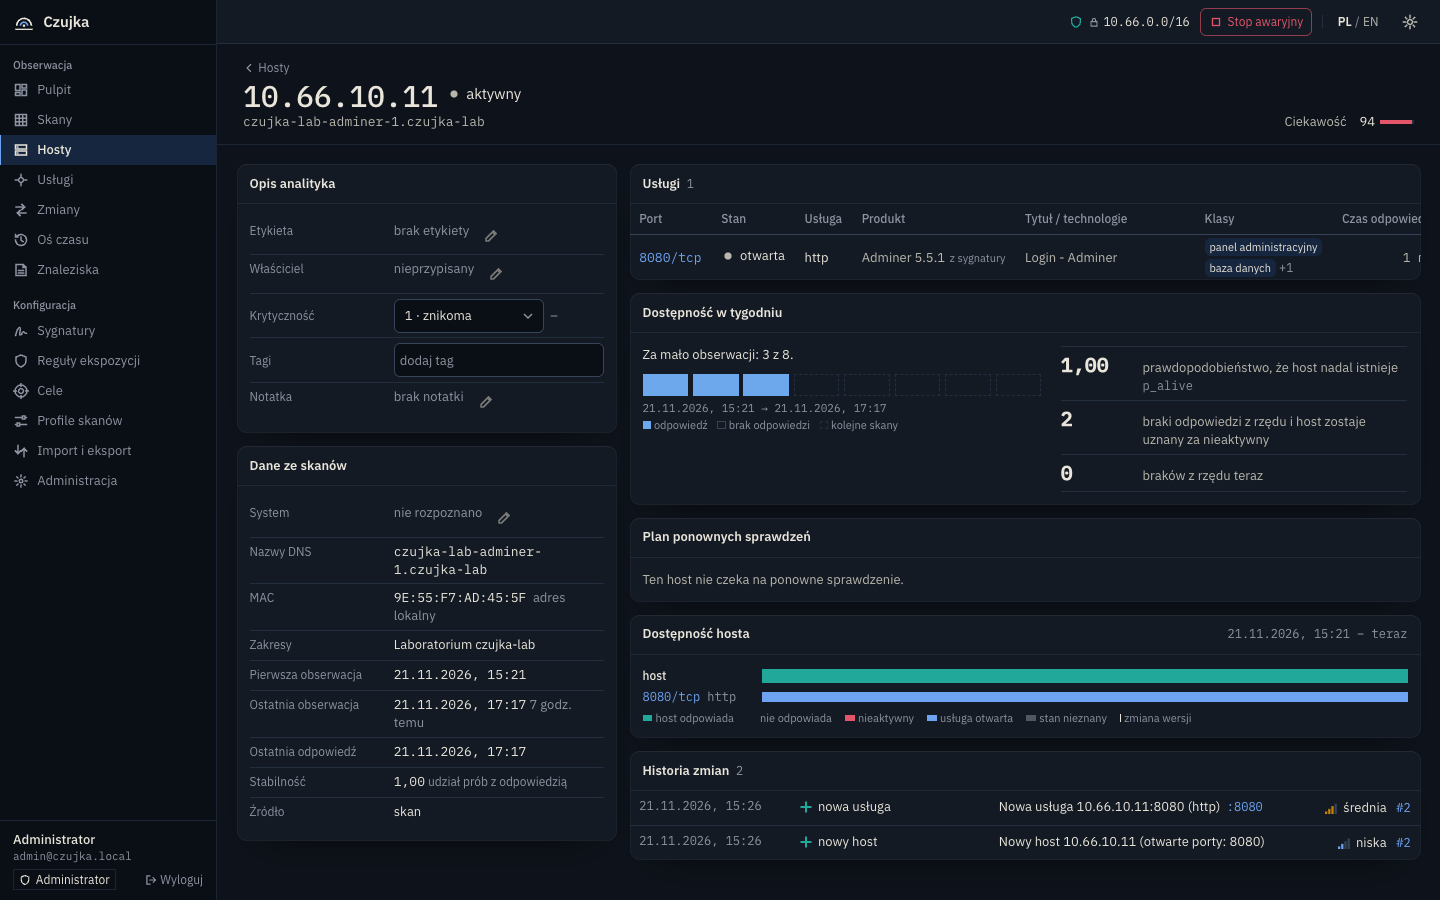 Czujka
10.66.0.0/16
Stop awaryjny
PL / EN
Obserwacja
Pulpit
Skany
Hosty
Usługi
Zmiany
Oś czasu
Znaleziska
Konfiguracja
Sygnatury
Reguły ekspozycji
Cele
Profile skanów
Import i eksport
Administracja
Administrator
admin@czujka.local
Administrator
Wyloguj
Hosty
10.66.10.11 aktywny
czujka-lab-adminer-1.czujka-lab
Ciekawość 94
Opis analityka
Etykieta brak etykiety
Właściciel nieprzypisany
Krytyczność 1 · znikoma –
Tagi dodaj tag
Notatka brak notatki
Dane ze skanów
System nie rozpoznano
Nazwy DNS czujka-lab-adminer-
1.czujka-lab
MAC 9E:55:F7:AD:45:5F adres
lokalny
Zakresy Laboratorium czujka-lab
Pierwsza obserwacja 21.11.2026, 15:21
Ostatnia obserwacja 21.11.2026, 17:17 7 godz.
temu
Ostatnia odpowiedź 21.11.2026, 17:17
Stabilność 1,00 udział prób z odpowiedzią
Źródło skan
Usługi 1
Port Stan Usługa Produkt Tytuł / technologie Klasy Czas
8080/tcp otwarta http Adminer 5.5.1 z sygnatury Login - Adminer panel administracyjny 1
baza danych +1
Dostępność w tygodniu
Za mało obserwacji: 3 z 8.
21.11.2026, 15:21 → 21.11.2026, 17:17
odpowiedź brak odpowiedzi kolejne skany
1,00 prawdopodobieństwo, że host nadal istnieje
p_alive
2 braki odpowiedzi z rzędu i host zostaje
uznany za nieaktywny
0 braków z rzędu teraz
Plan ponownych sprawdzeń
Ten host nie czeka na ponowne sprawdzenie.
Dostępność hosta 21.11.2026, 15:21 – teraz
host
8080/tcp http
host odpowiada nie odpowiada nieaktywny usługa otwarta stan nieznany zmiana wersji
Historia zmian 2
21.11.2026, 15:26 nowa usługa Nowa usługa 10.66.10.11:8080 (http) :8080 średnia #2
21.11.2026, 15:26 nowy host Nowy host 10.66.10.11 (otwarte porty: 8080) niska #2